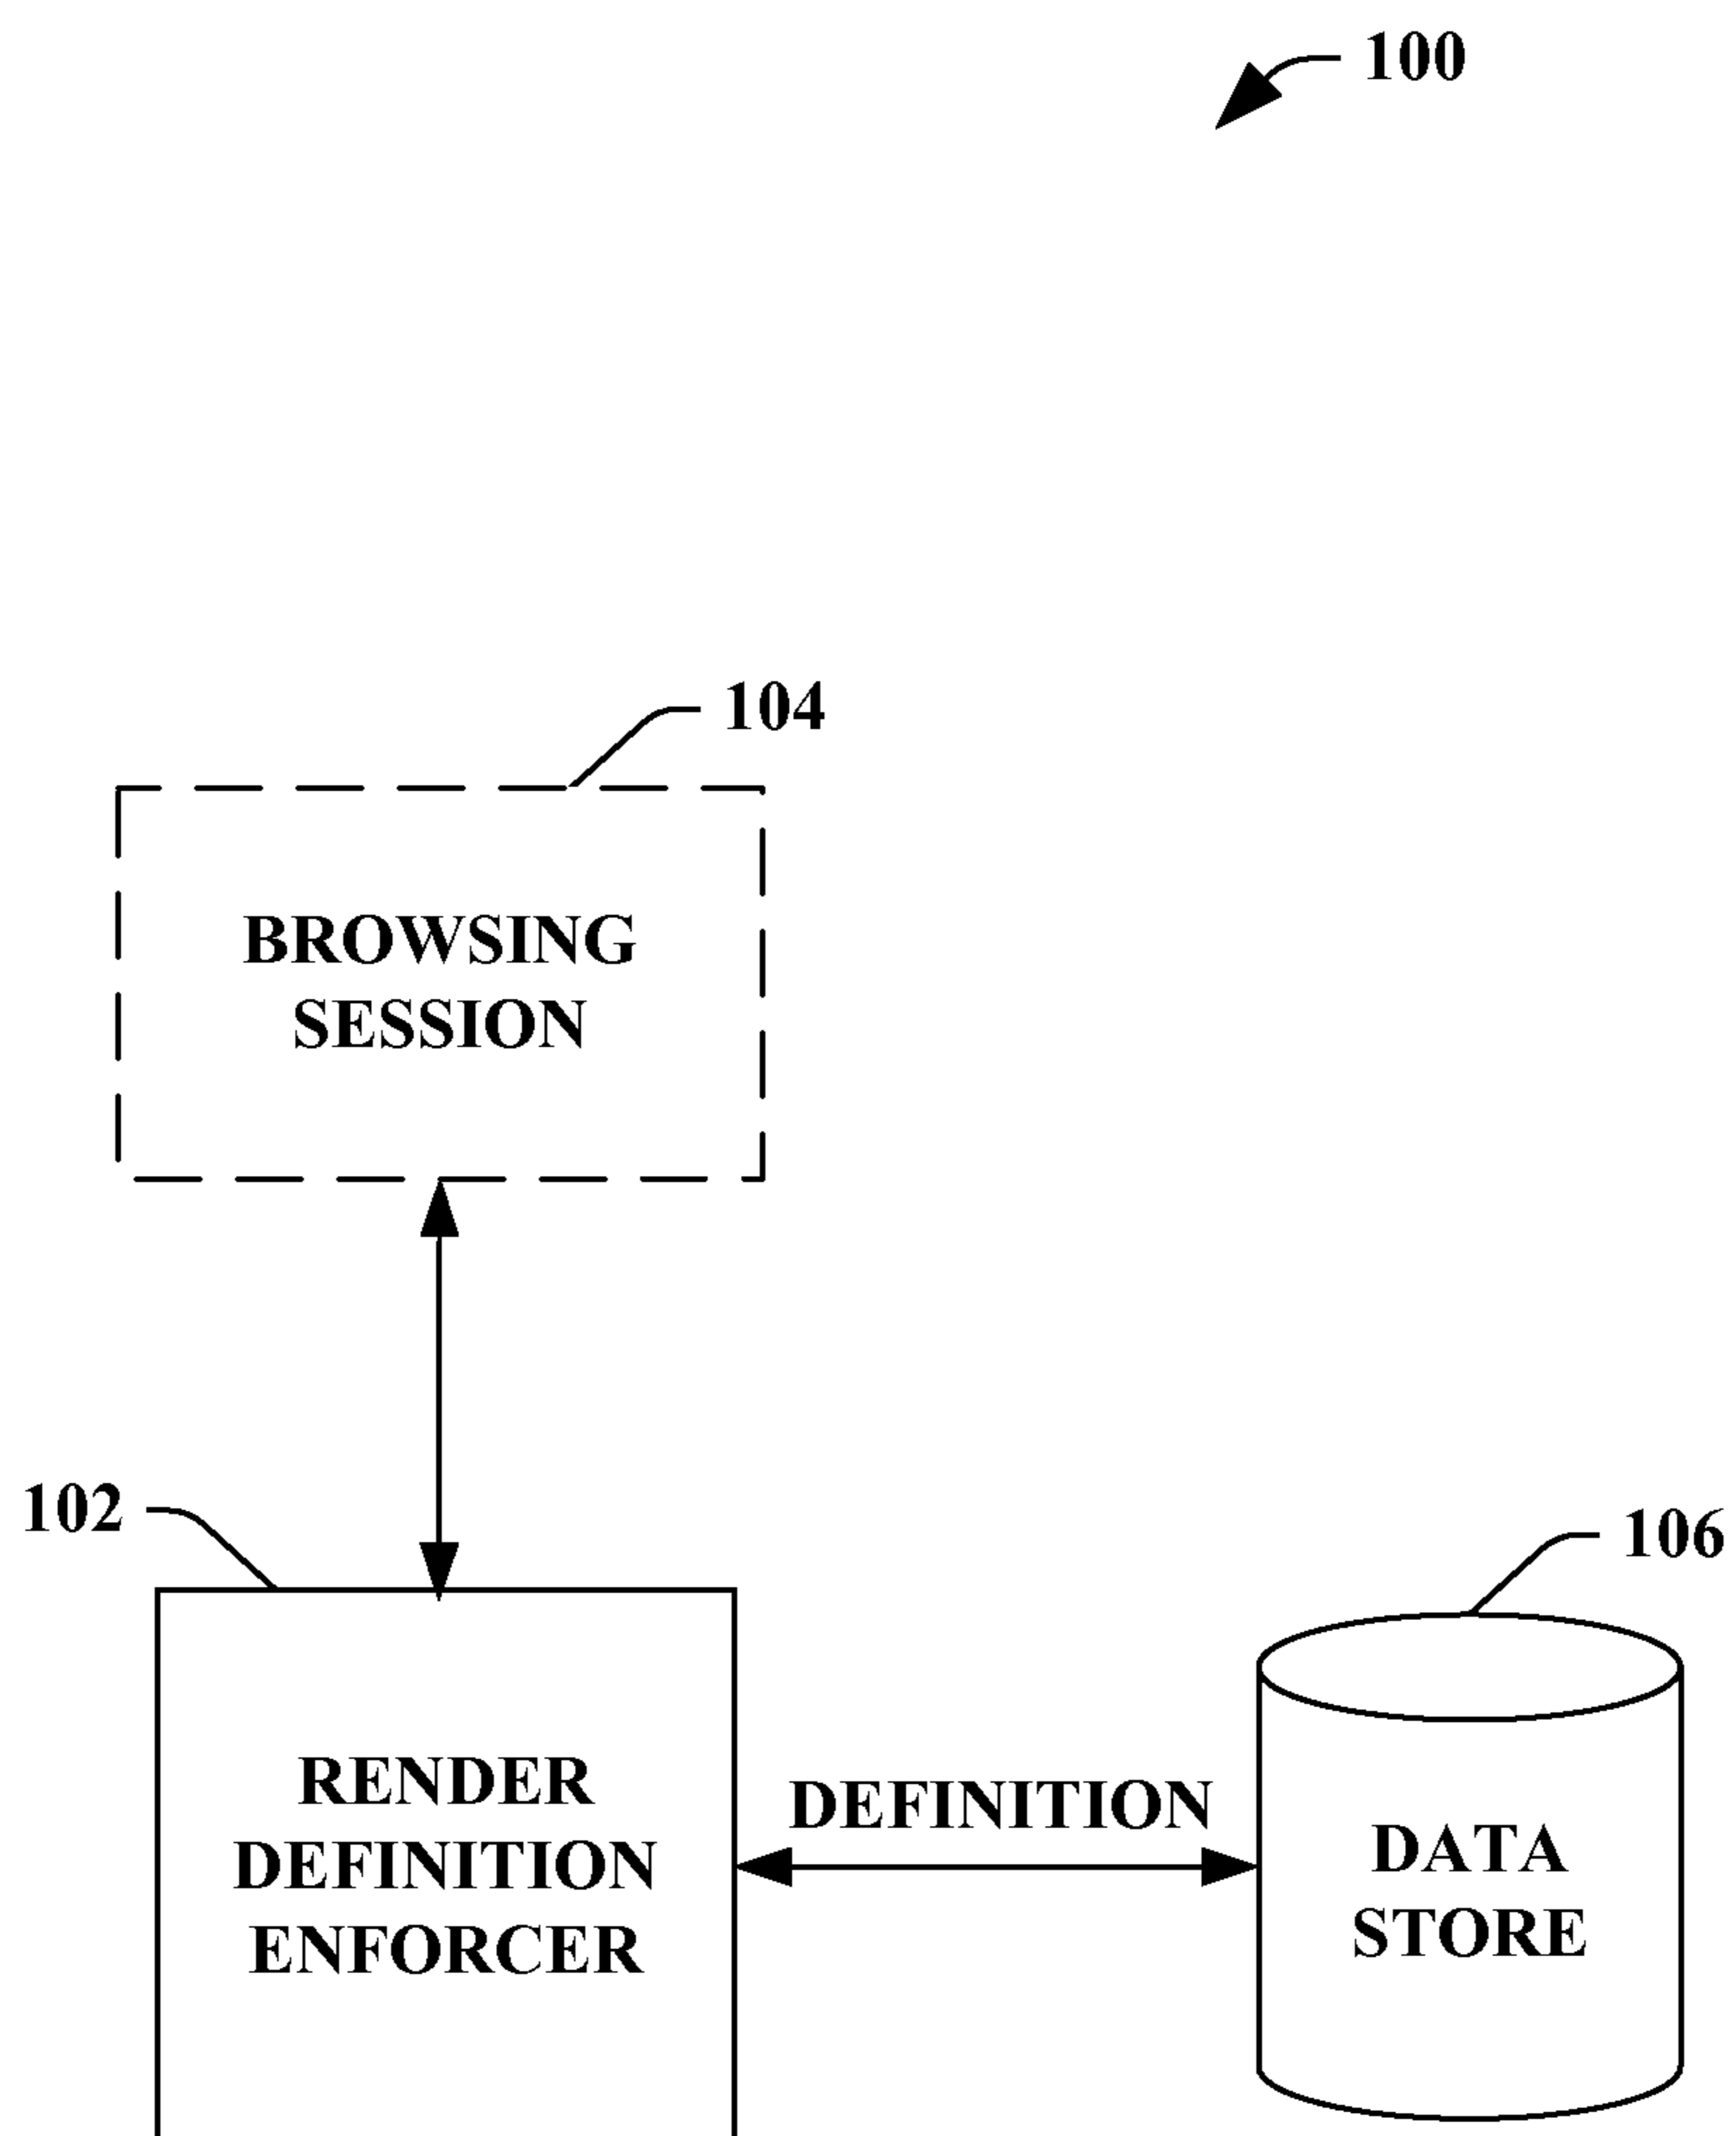 100
104
BROWSING
SESSION
102
106
RENDER
DEFINITION
ENFORCER
DEFINITION
DATA
STORE